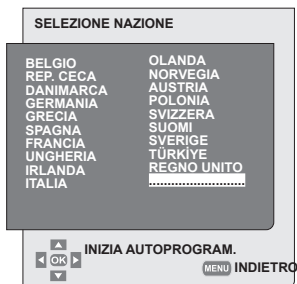 SELEZIONE NAZIONE
BELGIO
REP. CECA
DANIMARCA
GERMANIA
GRECIA
SPAGNA
FRANCIA
UNGHERIA
IRLANDA
ITALIA
OLANDA
NORVEGIA
AUSTRIA
POLONIA
SVIZZERA
SUOMI
SVERIGE
TÜRKİYE
REGNO UNITO
..........................
OK
INIZIA AUTOPROGRAM.
MENU INDIETRO